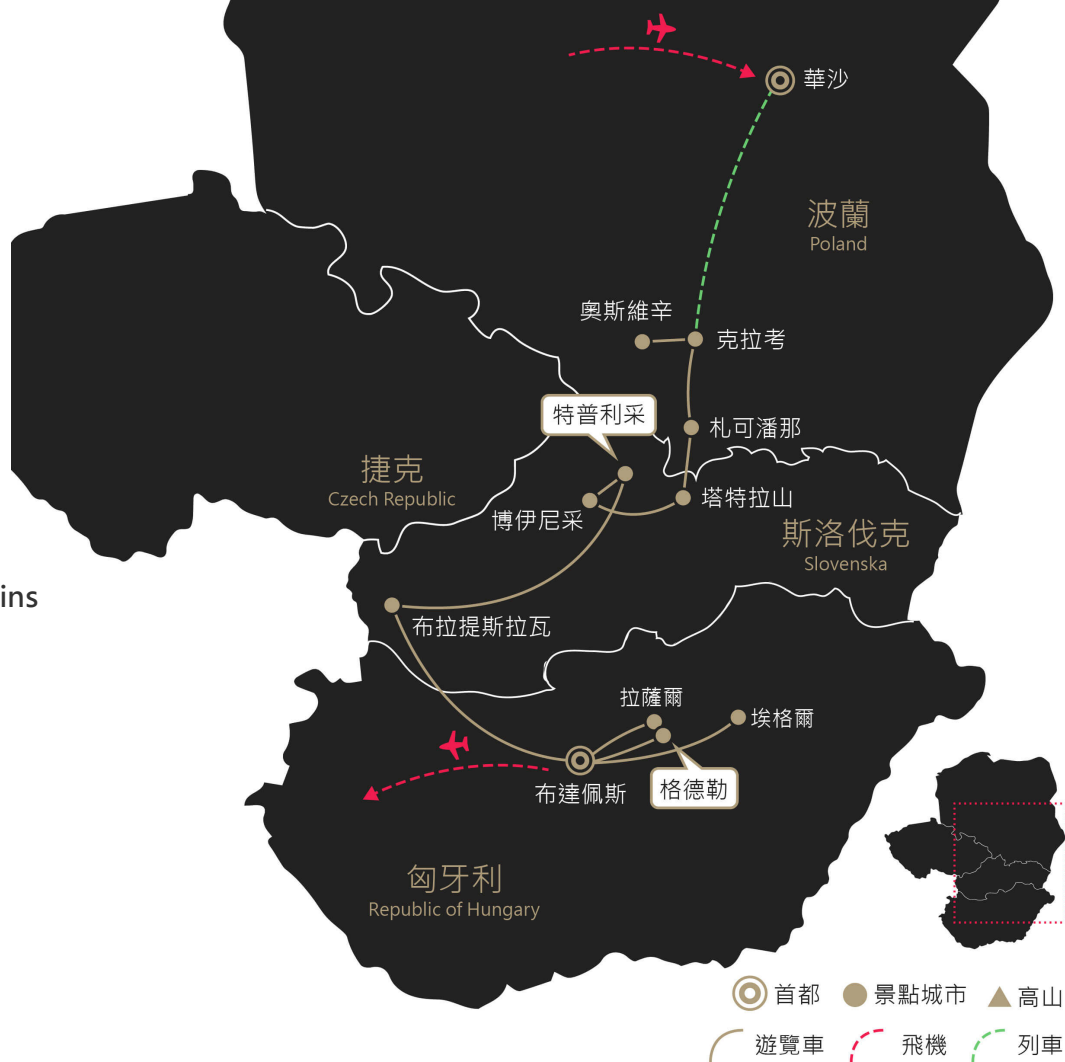 華沙
波蘭
Poland
奧斯維辛
克拉考
特普利采
札可潘那
捷克
Czech Republic
塔特拉山
博伊尼采
斯洛伐克
Slovenska
ins
布拉提斯拉瓦
拉薩爾
埃格爾
布達佩斯
格德勒
匈牙利
Republic of Hungary
首都 景點城市 高山
遊覽車 飛機 列車